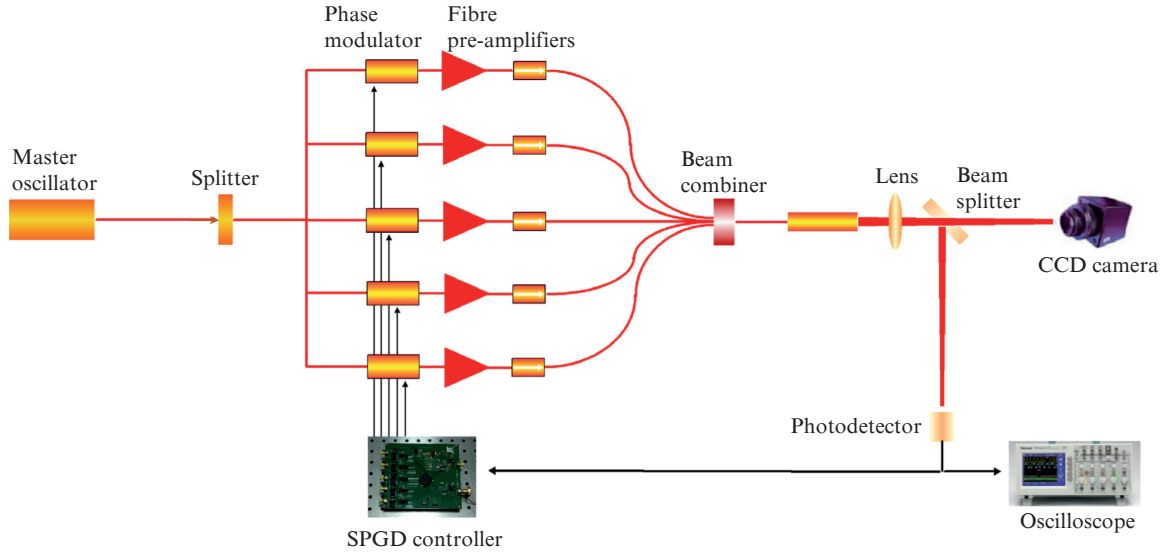 Phase
modulator
Fibre
pre-amplifiers
Master
oscillator
Splitter
Beam
combiner
Lens
Beam
splitter
CCD camera
Photodetector
SPGD controller
Oscilloscope